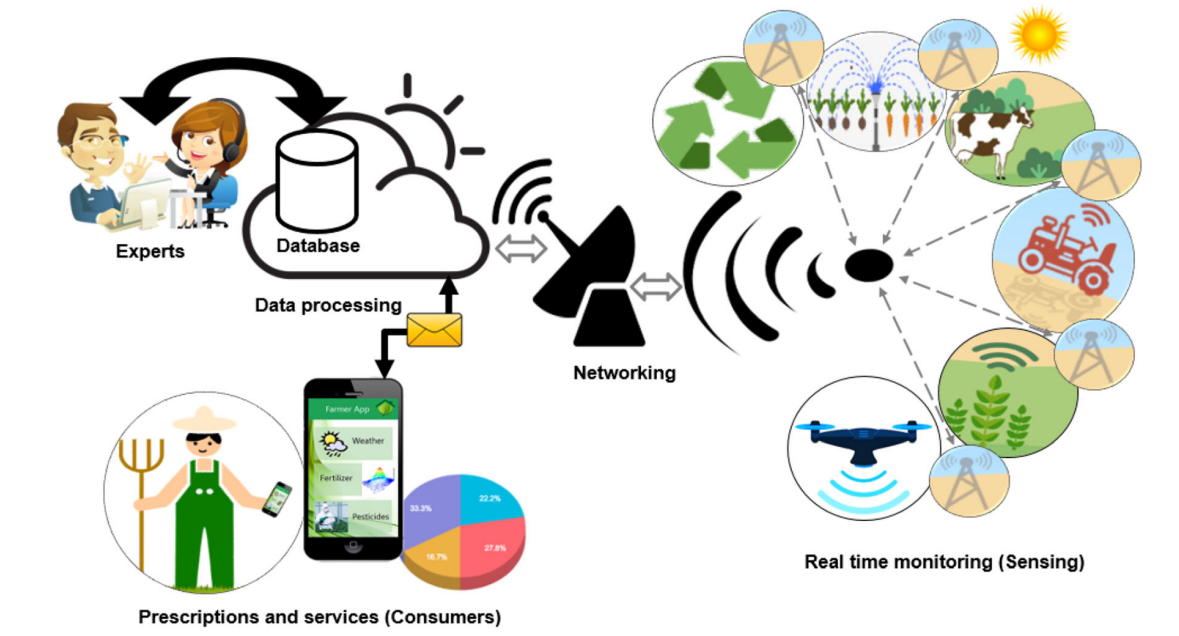 Experts
Database
Data processing
Networking
Farmer App
Weather
Fertilizer
Pesticides
33.3%
22.2%
16.7%
27.8%
Real time monitoring (Sensing)
Prescriptions and services (Consumers)